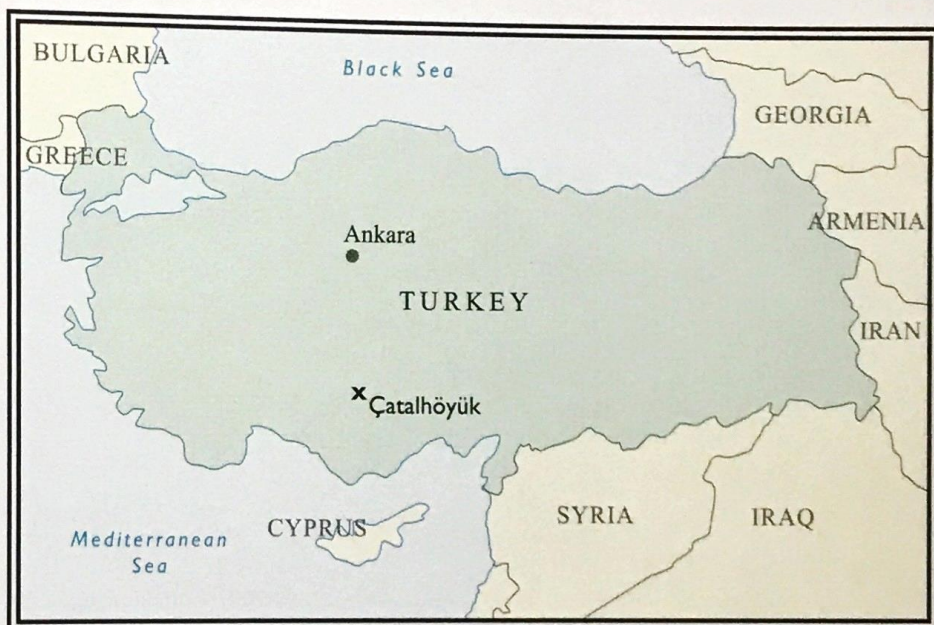 BULGARIA
Black Sea
GEORGIA
GREECE
ARMENIA
Ankara
TURKEY
IRAN
Çatalhöyük
SYRIA
IRAQ
CYPRUS
Mediterranean
Sea